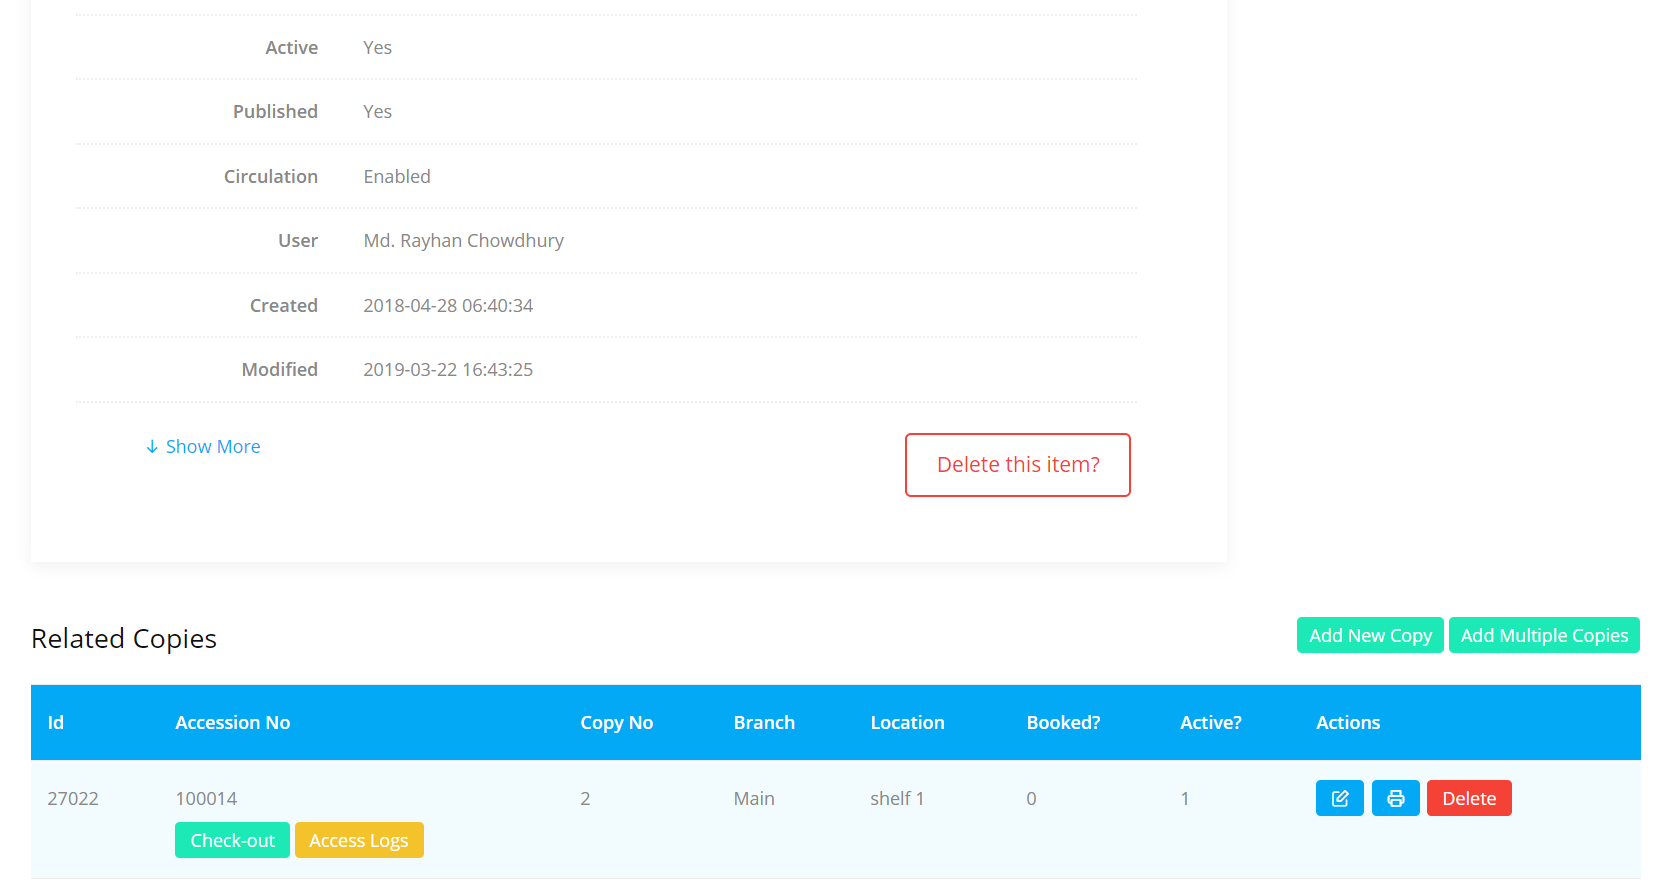 Active Yes
Published Yes
Circulation Enabled
User Md. Rayhan Chowdhury
Created 2018-04-28 06:40:34
Modified 2019-03-22 16:43:25
Show More
Delete this item?
Related Copies
Add New Copy Add Multiple Copies
Id Accession No Copy No Branch Location Booked? Active? Actions
27022 100014 2 Main shelf 1 0 1 Delete
Check-out Access Logs